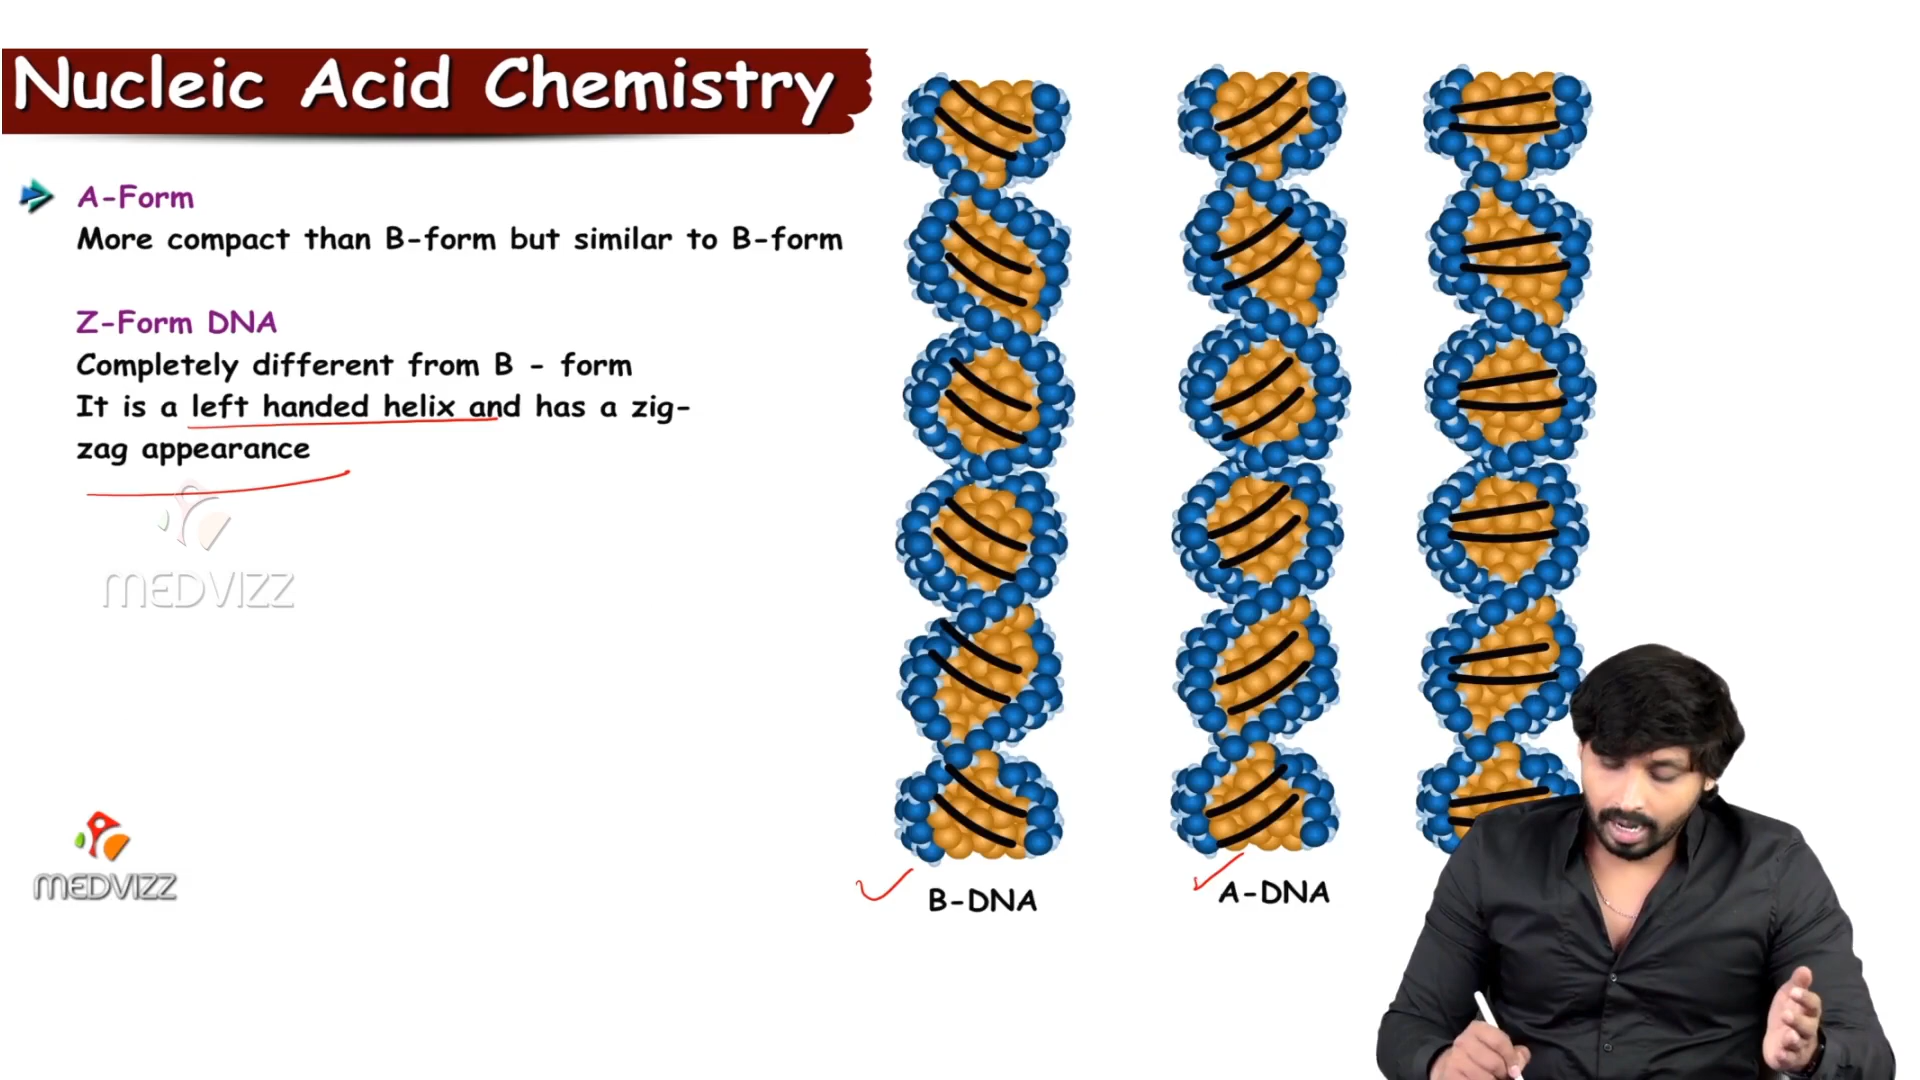 Nucleic Acid Chemistry
A-Form
More compact than B-form but similar to B-form
Z-Form DNA
Completely different from B - form
It is a left handed helix and has a zig-
zag appearance
MEDVIZZ
MEDVIZZ
B-DNA
A-DNA